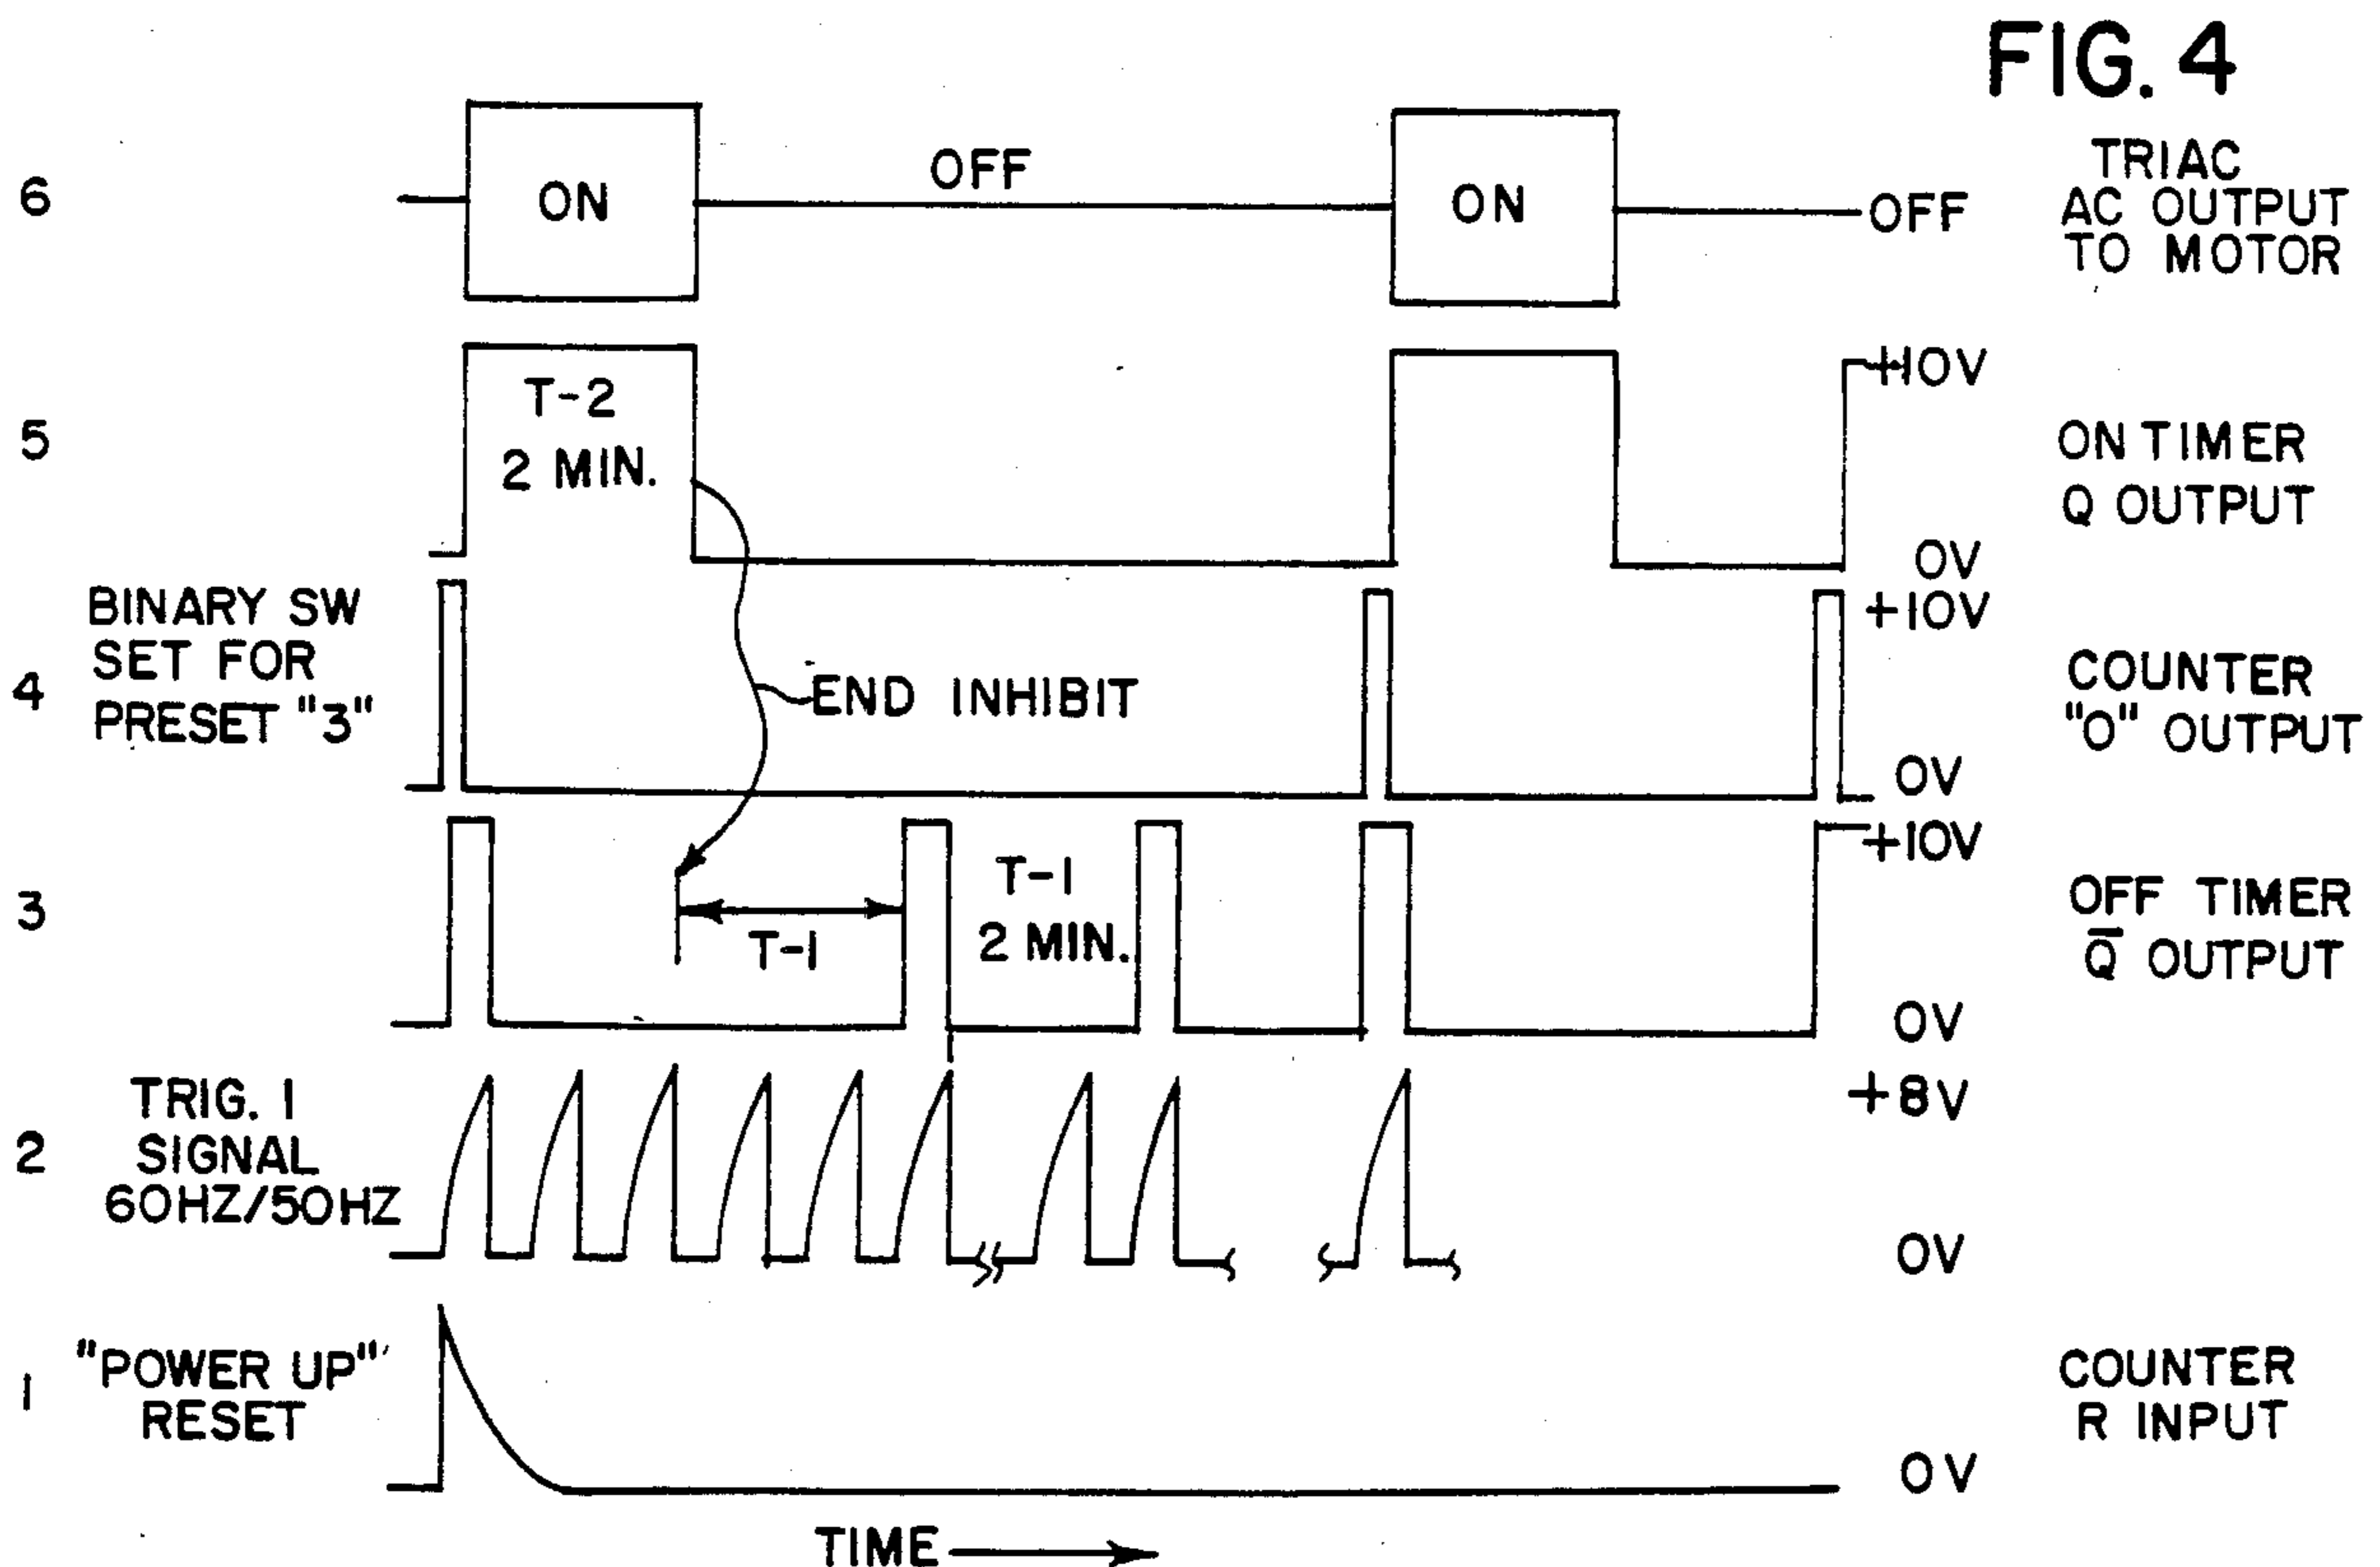 FIG. 4
6
ON
OFF
ON
OFF
TRIAC
AC OUTPUT
TO MOTOR
5
T-2
2 MIN.
+10V
0V
ON TIMER
Q OUTPUT
4
BINARY SW
SET FOR
PRESET "3"
END INHIBIT
+10V
0V
COUNTER
"0" OUTPUT
3
T-1
T-1
2 MIN.
+10V
0V
OFF TIMER
Q̅ OUTPUT
2
TRIG. 1
SIGNAL
60HZ/50HZ
+8V
0V
1
"POWER UP"
RESET
0V
COUNTER
R INPUT
TIME